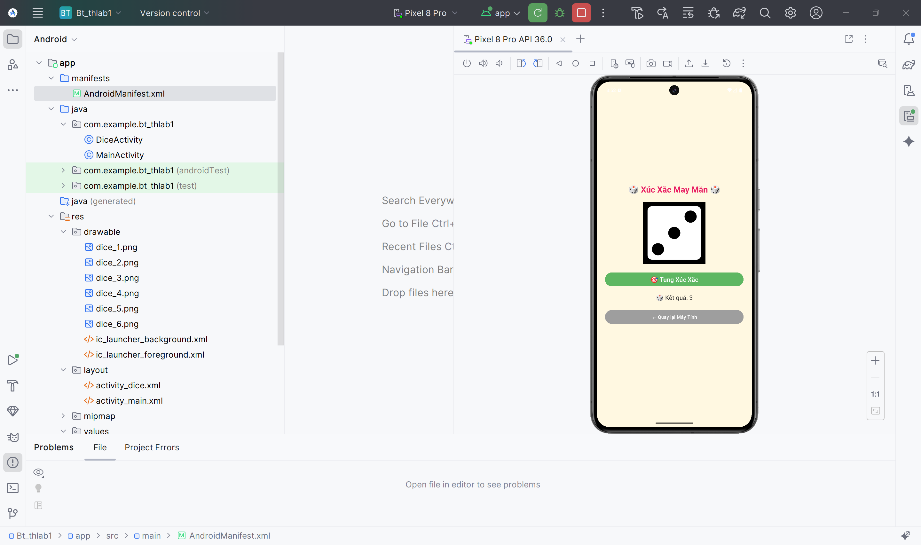 BT Bt_thlab1 Version control Pixel 8 Pro app
Android
app
manifests
AndroidManifest.xml
java
com.example.bt_thlab1
DiceActivity
MainActivity
com.example.bt_thlab1 (androidTest)
com.example.bt_thlab1 (test)
java (generated)
res
drawable
dice_1.png
dice_2.png
dice_3.png
dice_4.png
dice_5.png
dice_6.png
ic_launcher_background.xml
ic_launcher_foreground.xml
layout
activity_dice.xml
activity_main.xml
mipmap
values
Search Everyw
Go to File Ctrl+
Recent Files Ct
Navigation Bar
Drop files here
Pixel 8 Pro API 36.0
🎲 Xúc Xắc May Mắn 🎲
🎯 Tung Xúc Xắc
🎲 Kết quả: 3
Quay lại Máy Tính
1:1
Problems File Project Errors
Open file in editor to see problems
Bt_thlab1 > app > src > main > AndroidManifest.xml